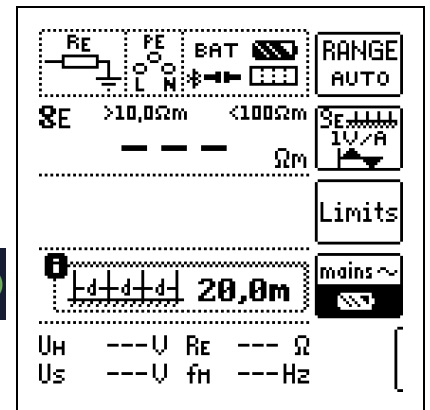 RE PE BAT RANGE
L N AUTO
ρE >10,0Ωm <100Ωm ρE
1V/A
--- Ωm
Limits
mains~
d d d 20,0m
UH ---V RE --- Ω
US ---V fH ---Hz